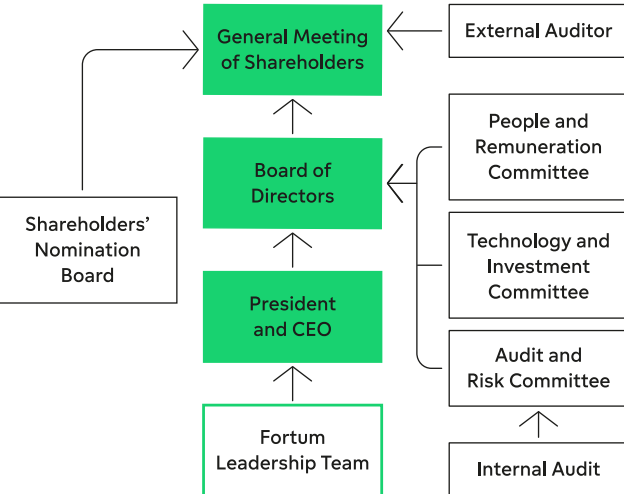 General Meeting
of Shareholders
External Auditor
People and
Remuneration
Committee
Board of
Directors
Shareholders’
Nomination
Board
Technology and
Investment
Committee
President
and CEO
Audit and
Risk Committee
Fortum
Leadership Team
Internal Audit